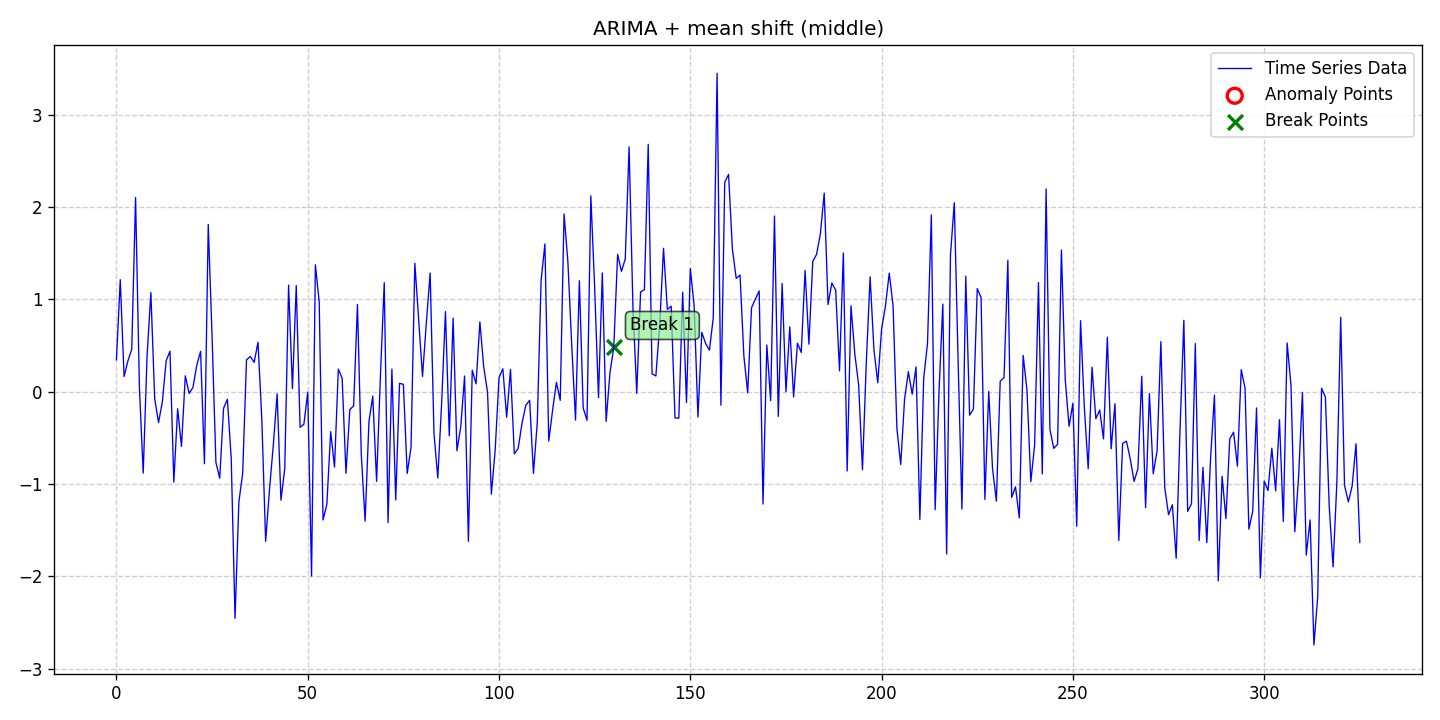 ARIMA + mean shift (middle)
Time Series Data
Anomaly Points
Break Points
Break 1
3
2
1
0
−1
−2
−3
0 50 100 150 200 250 300